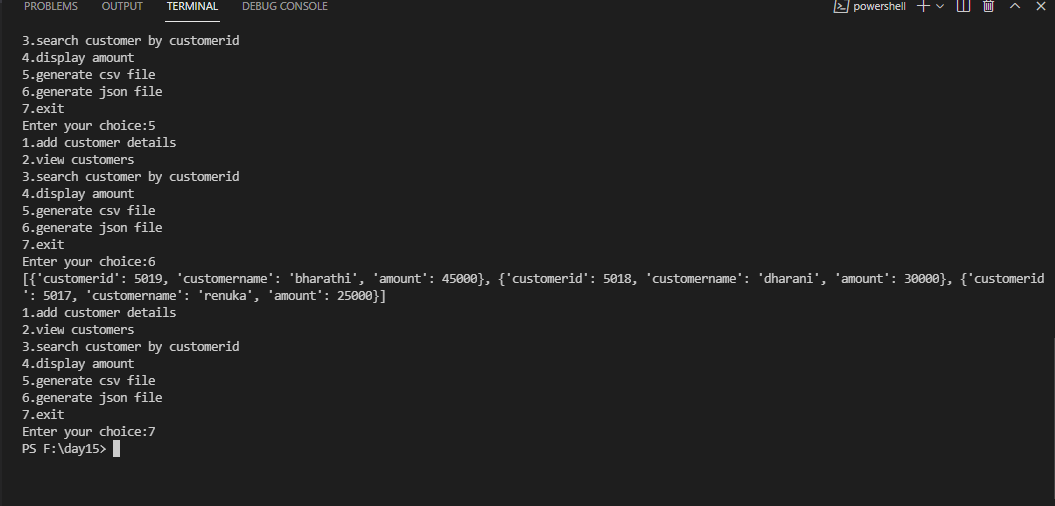 PROBLEMS OUTPUT TERMINAL DEBUG CONSOLE powershell
3.search customer by customerid
4.display amount
5.generate csv file
6.generate json file
7.exit
Enter your choice:5
1.add customer details
2.view customers
3.search customer by customerid
4.display amount
5.generate csv file
6.generate json file
7.exit
Enter your choice:6
[{'customerid': 5019, 'customername': 'bharathi', 'amount': 45000}, {'customerid': 5018, 'customername': 'dharani', 'amount': 30000}, {'customerid
': 5017, 'customername': 'renuka', 'amount': 25000}]
1.add customer details
2.view customers
3.search customer by customerid
4.display amount
5.generate csv file
6.generate json file
7.exit
Enter your choice:7
PS F:\day15>